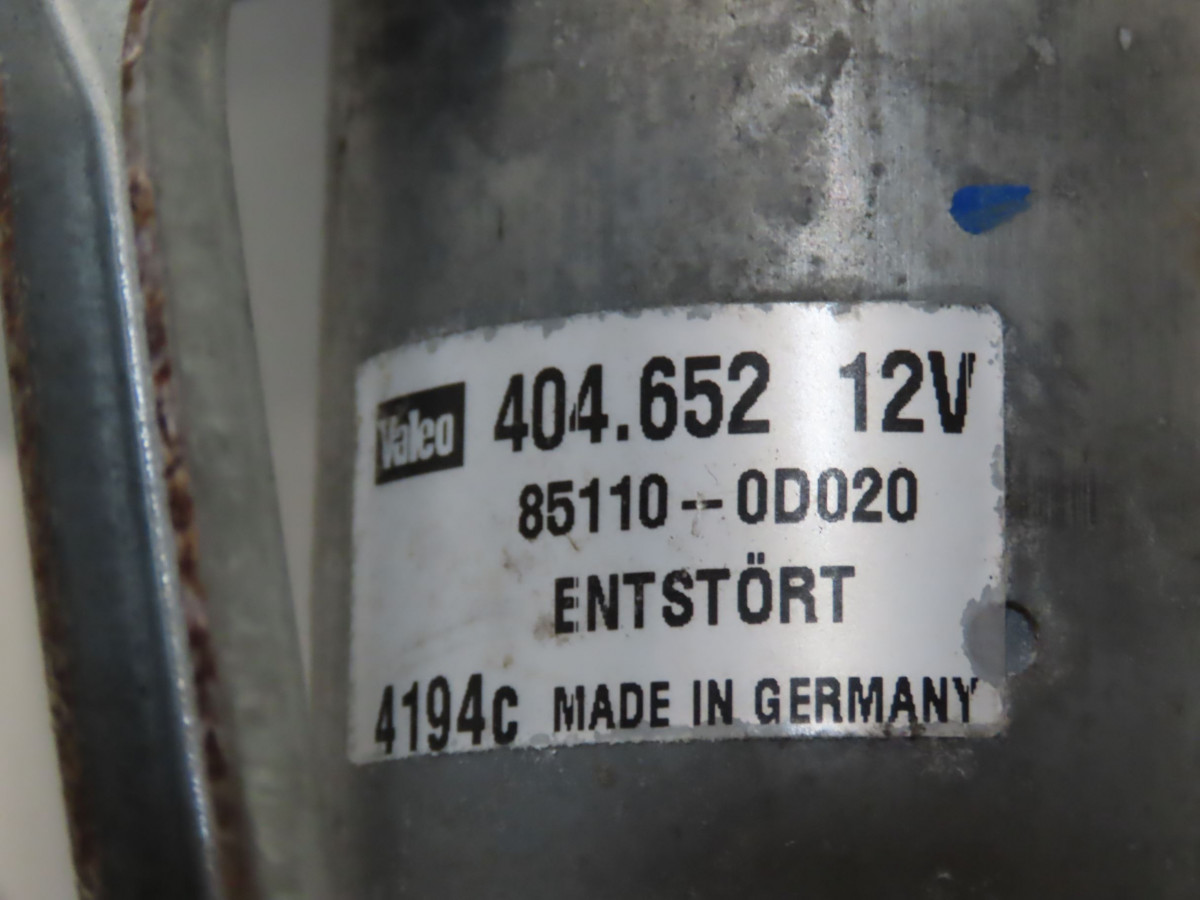 Valeo 404.652 12V
85110-0D020
ENTSTÖRT
4194c MADE IN GERMANY